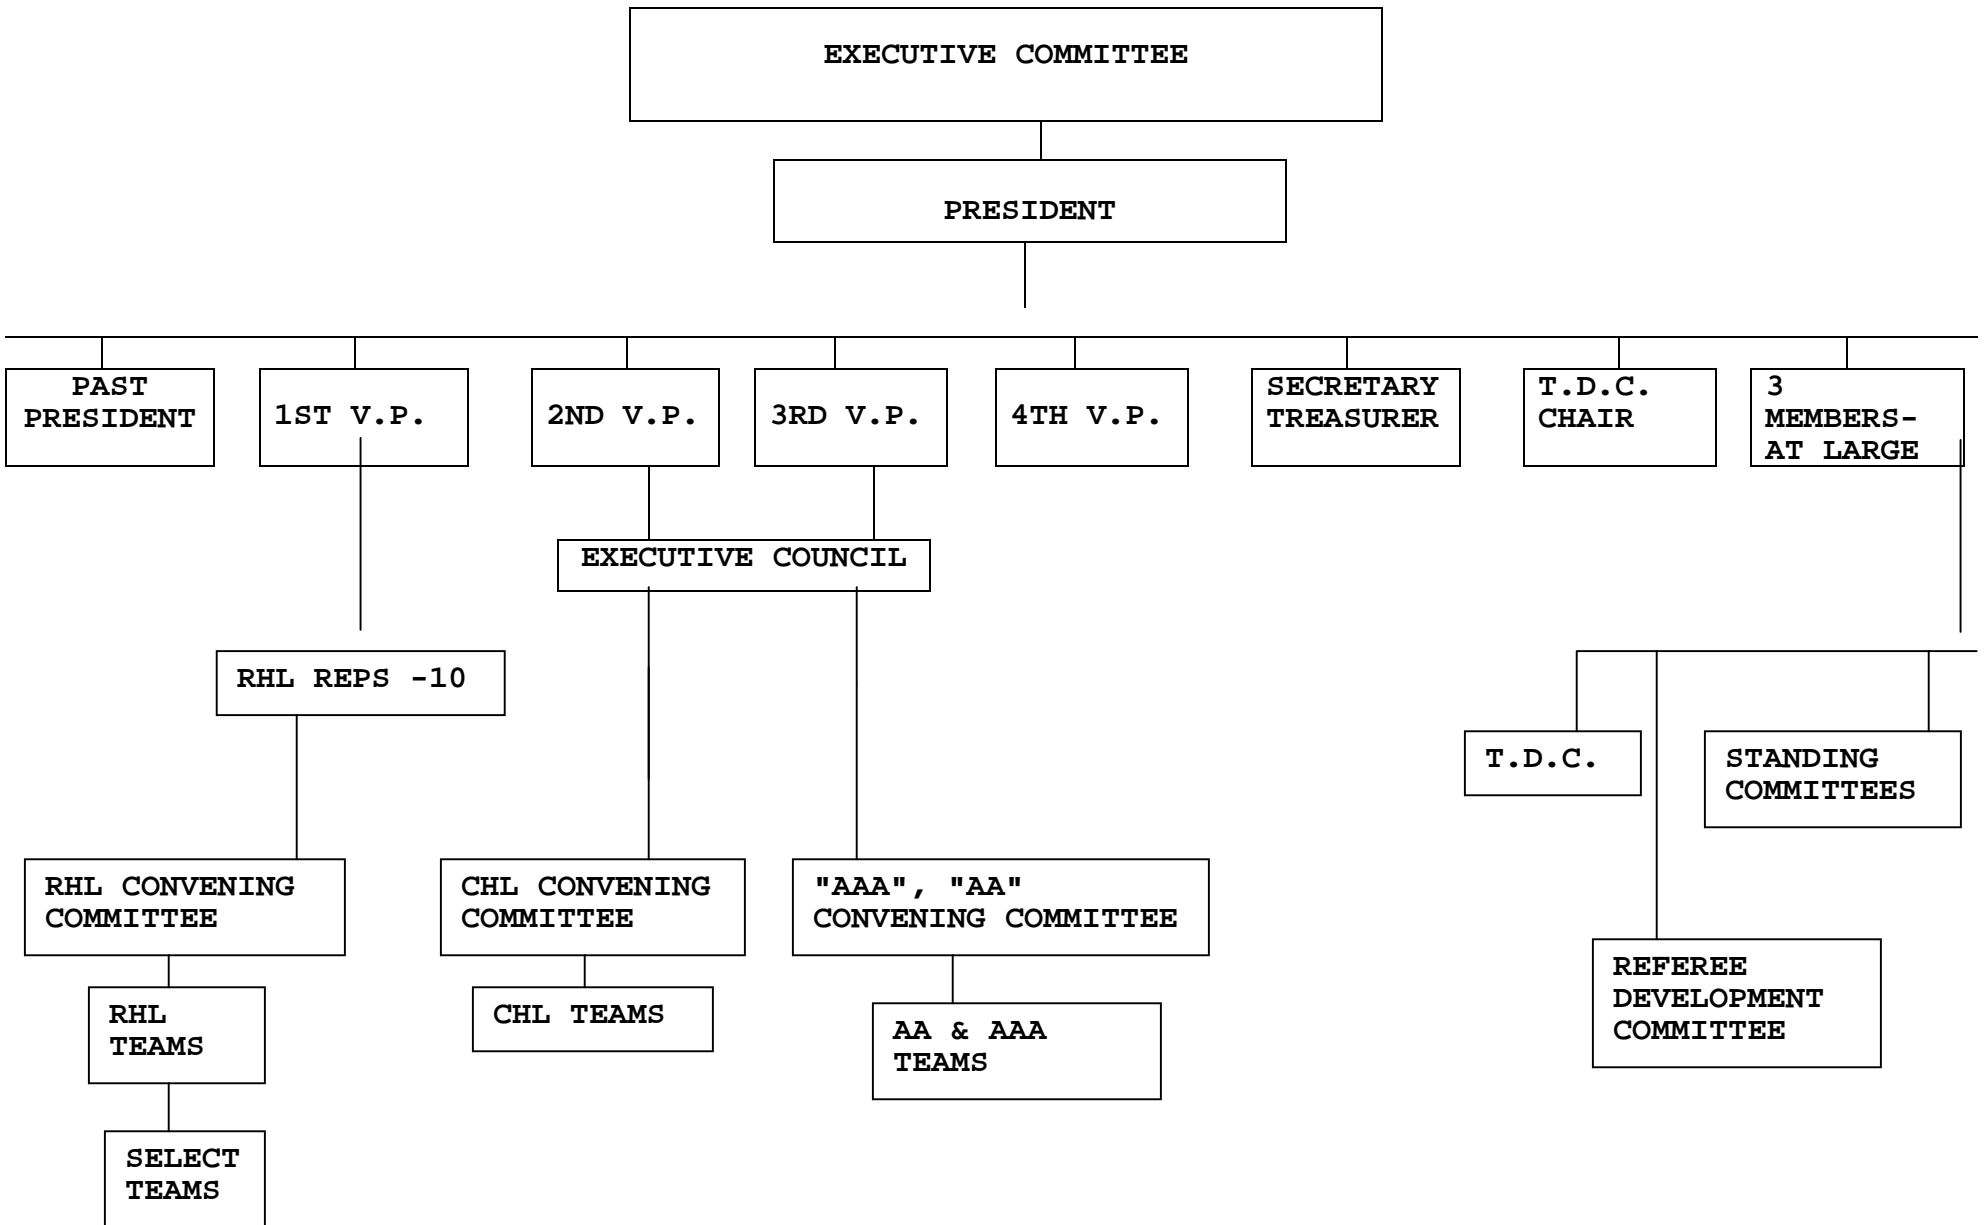 EXECUTIVE COMMITTEE
PRESIDENT
PAST
PRESIDENT
1ST V.P.
2ND V.P.
3RD V.P.
4TH V.P.
SECRETARY
TREASURER
T.D.C.
CHAIR
3
MEMBERS-
AT LARGE
EXECUTIVE COUNCIL
RHL REPS -10
T.D.C.
STANDING
COMMITTEES
RHL CONVENING
COMMITTEE
CHL CONVENING
COMMITTEE
"AAA", "AA"
CONVENING COMMITTEE
REFEREE
DEVELOPMENT
COMMITTEE
RHL
TEAMS
CHL TEAMS
AA & AAA
TEAMS
SELECT
TEAMS